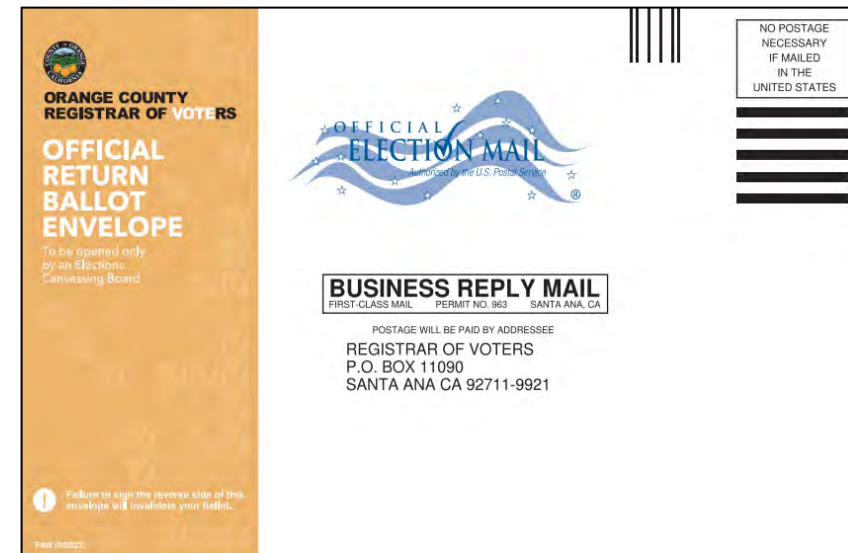 COUNTY OF ORANGE
CALIFORNIA
ORANGE COUNTY
REGISTRAR OF VOTERS
OFFICIAL
RETURN
BALLOT
ENVELOPE
To be opened only
by an Elections
Canvassing Board
! Failure to sign the reverse side of this
envelope will invalidate your ballot.
OFFICIAL
ELECTION MAIL
Authorized by the U.S. Postal Service
®
NO POSTAGE
NECESSARY
IF MAILED
IN THE
UNITED STATES
BUSINESS REPLY MAIL
FIRST-CLASS MAIL PERMIT NO. 963 SANTA ANA, CA
POSTAGE WILL BE PAID BY ADDRESSEE
REGISTRAR OF VOTERS
P.O. BOX 11090
SANTA ANA CA 92711-9921